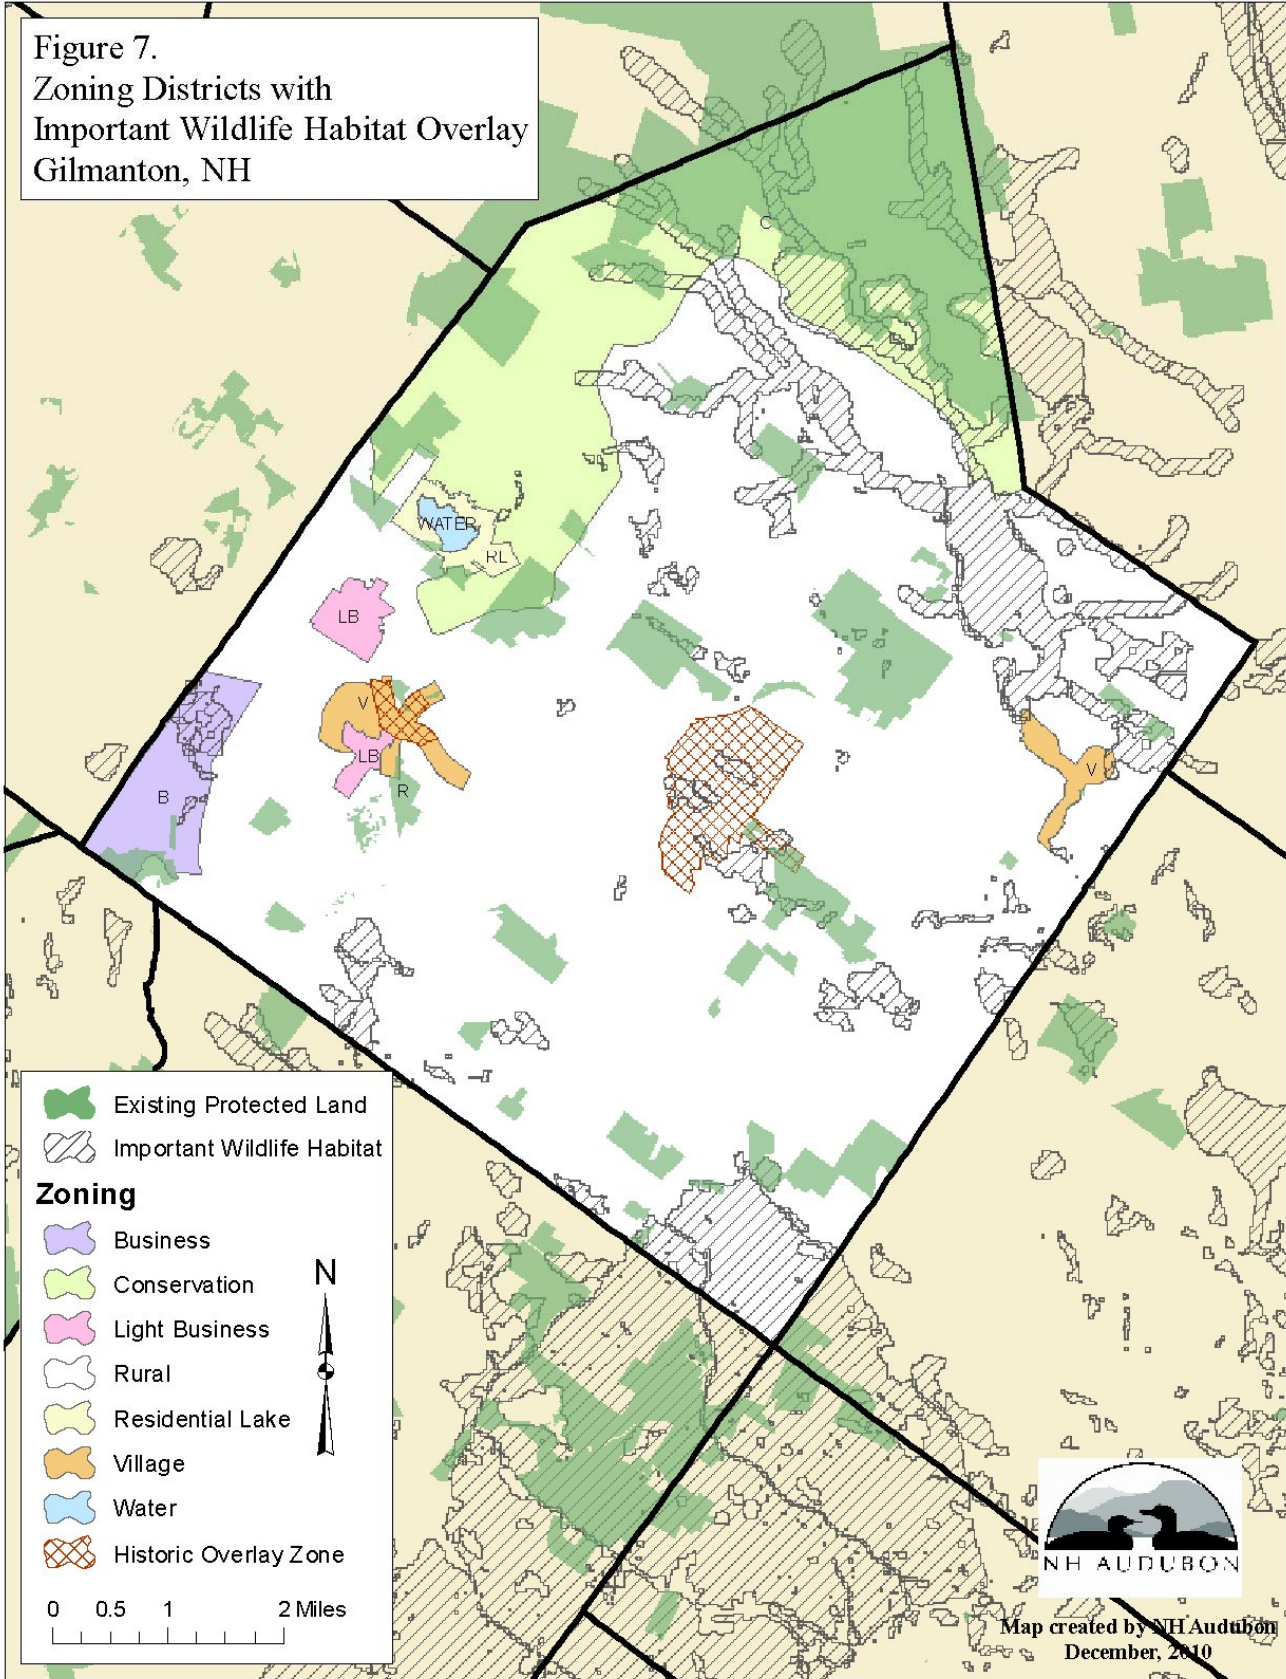 Figure 7.
Zoning Districts with
Important Wildlife Habitat Overlay
Gilmanton, NH
C
WATER
RL
LB
V
LB
R
B
V
Existing Protected Land
Important Wildlife Habitat
Zoning
Business
Conservation
Light Business
Rural
Residential Lake
Village
Water
Historic Overlay Zone
N
0 0.5 1 2 Miles
NH AUDUBON
Map created by NH Audubon
December, 2010